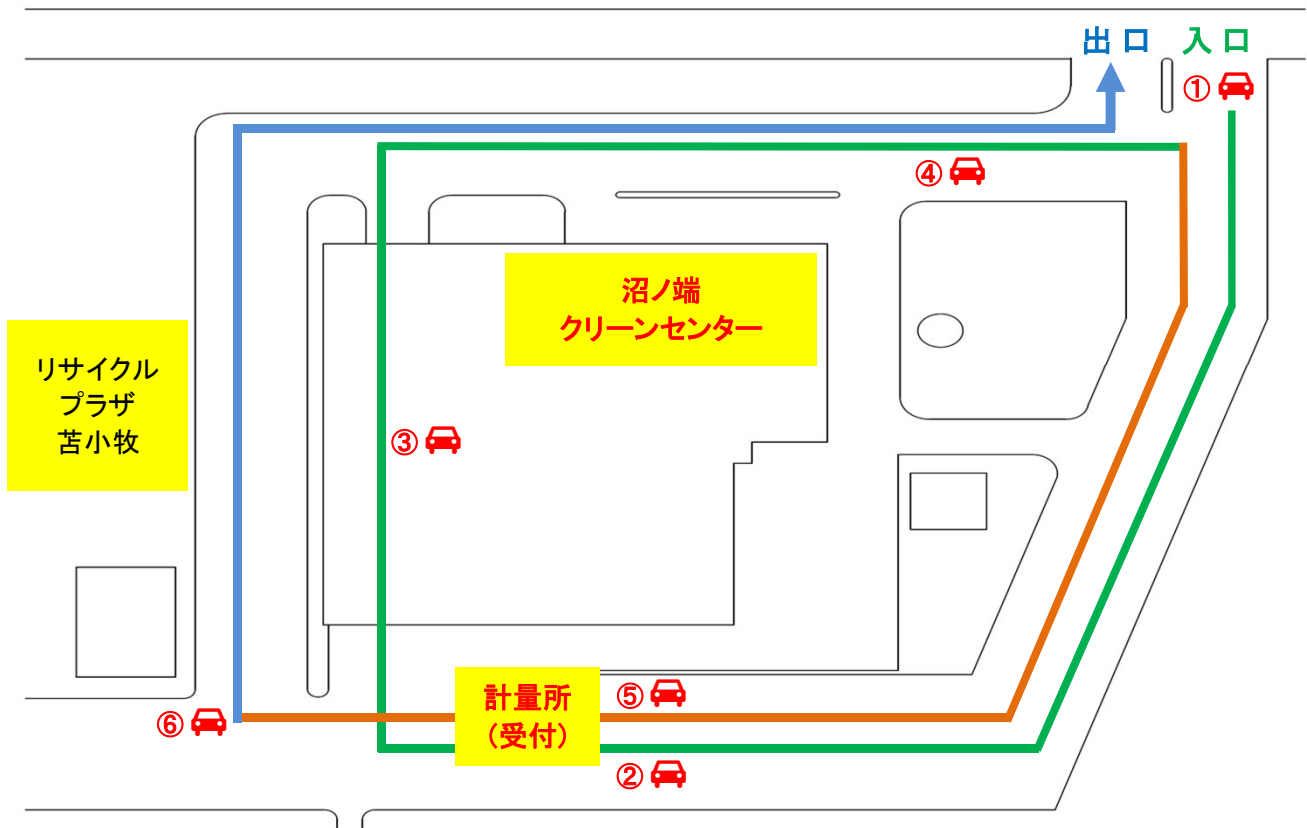 出口 入口
①
④
沼ノ端
クリーンセンター
リサイクル
プラザ
苫小牧
③
計量所
（受付）
⑤
⑥
②